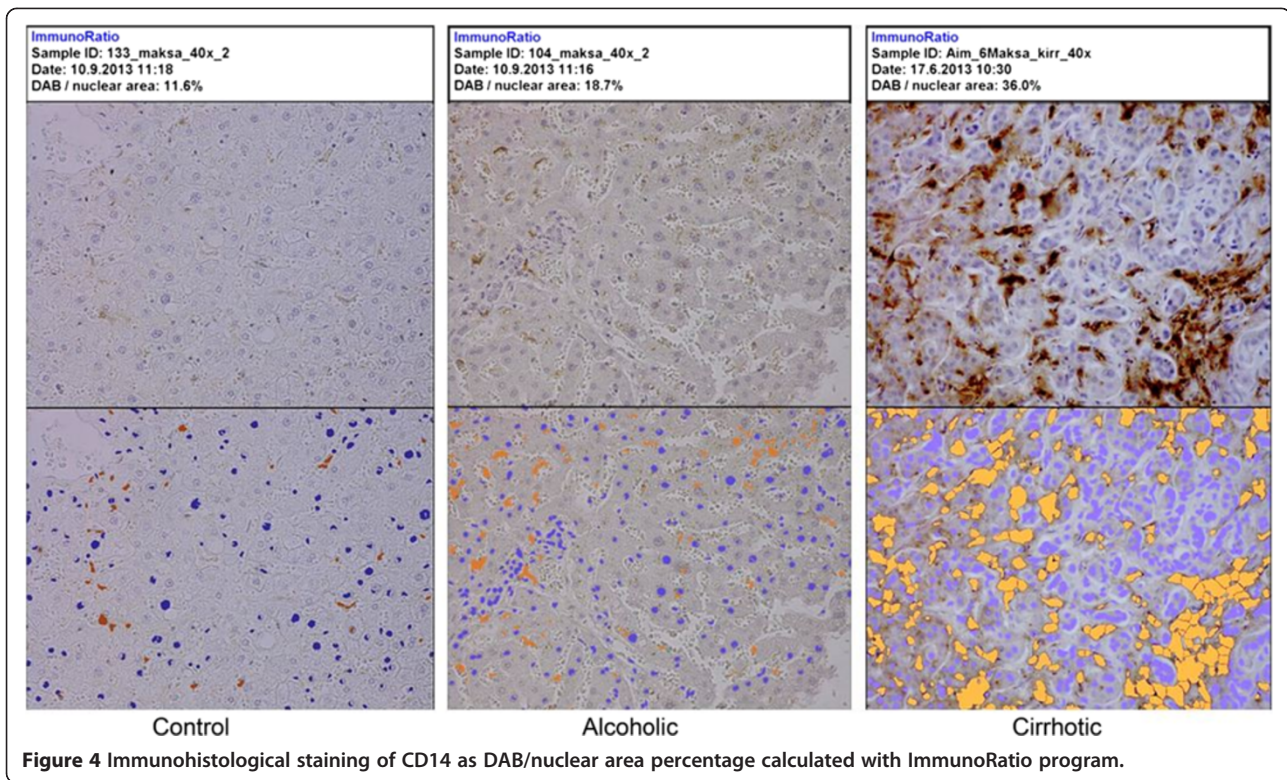 ImmunoRatio
Sample ID: 133_maksa_40x_2
Date: 10.9.2013 11:18
DAB / nuclear area: 11.6%
ImmunoRatio
Sample ID: 104_maksa_40x_2
Date: 10.9.2013 11:16
DAB / nuclear area: 18.7%
ImmunoRatio
Sample ID: Aim_6Maksa_kirr_40x
Date: 17.6.2013 10:30
DAB / nuclear area: 36.0%
Control
Alcoholic
Cirrhotic
Figure 4 Immunohistological staining of CD14 as DAB/nuclear area percentage calculated with ImmunoRatio program.